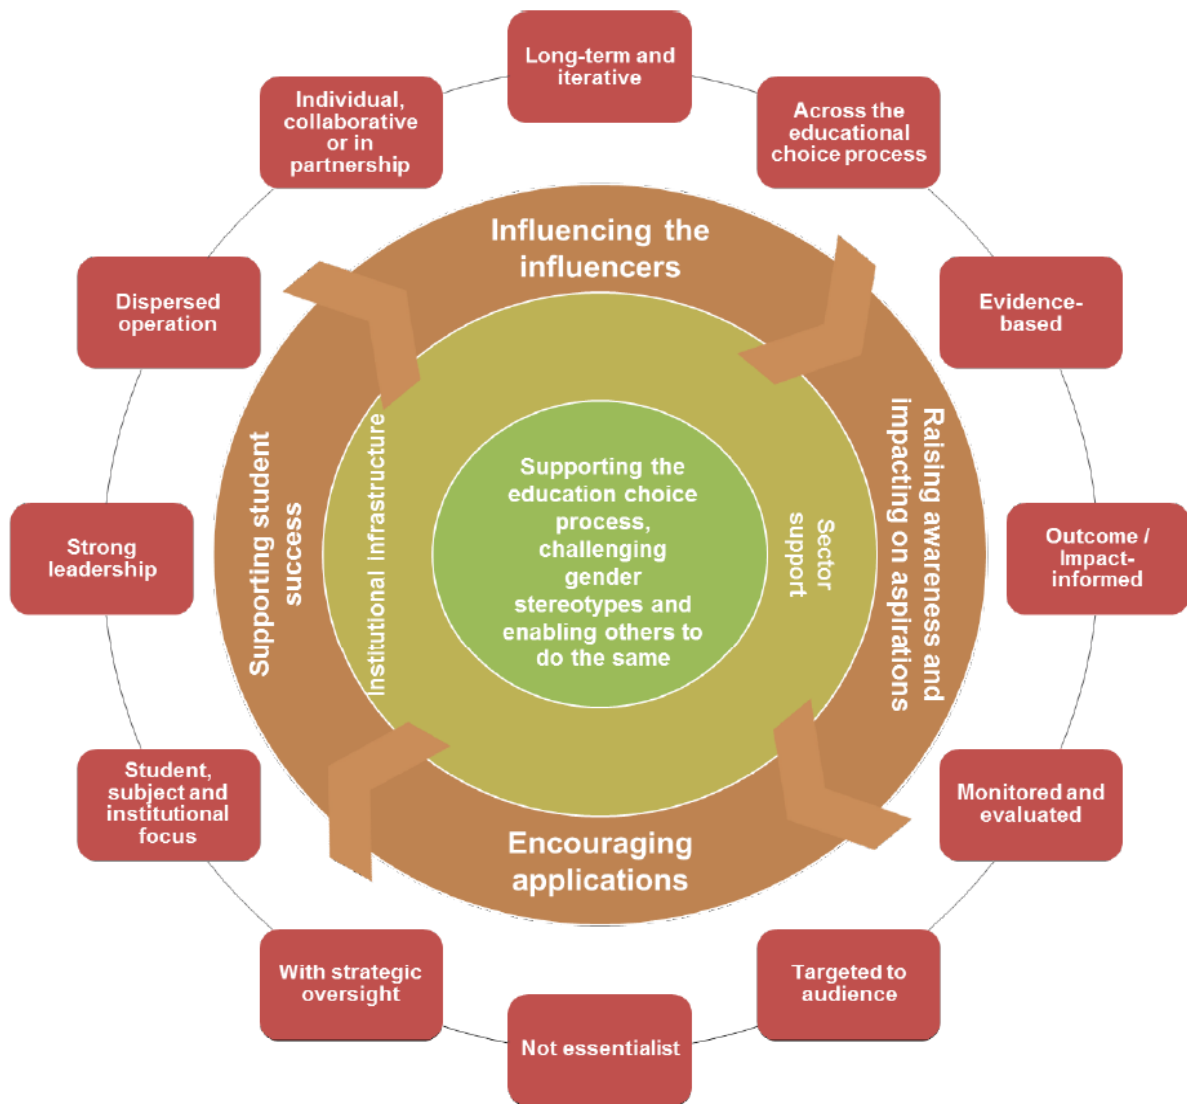 Long-term and
iterative
Across the
educational
choice process
Evidence-
based
Outcome /
Impact-
informed
Monitored and
evaluated
Targeted to
audience
Not essentialist
With strategic
oversight
Student,
subject and
institutional
focus
Strong
leadership
Dispersed
operation
Individual,
collaborative
or in
partnership
Influencing the
influencers
Raising awareness and
impacting on aspirations
Encouraging
applications
Supporting student
success
Institutional infrastructure
Sector
support
Supporting the
education choice
process,
challenging
gender
stereotypes and
enabling others to
do the same